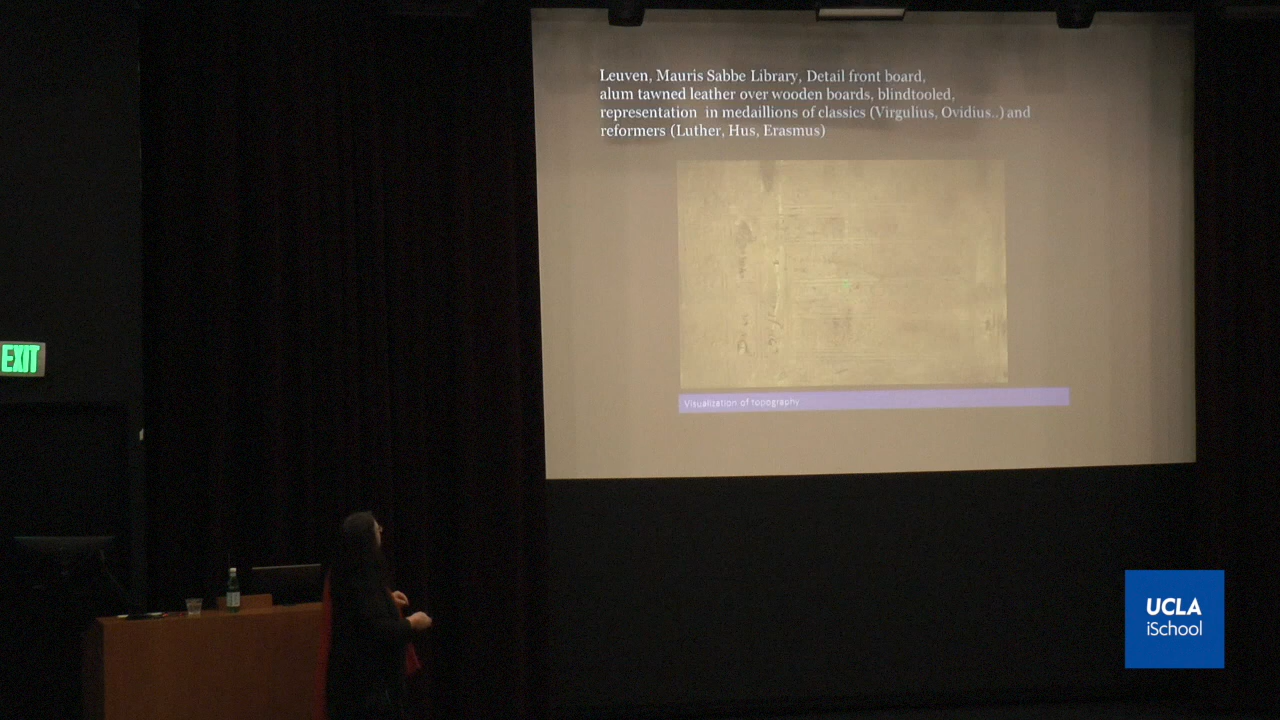 Leuven, Mauris Sabbe Library, Detail front board,
alum tawned leather over wooden boards, blindtooled,
representation in medaillions of classics (Virgulius, Ovidius..) and
reformers (Luther, Hus, Erasmus)
Visualization of topography
EXIT
UCLA
iSchool